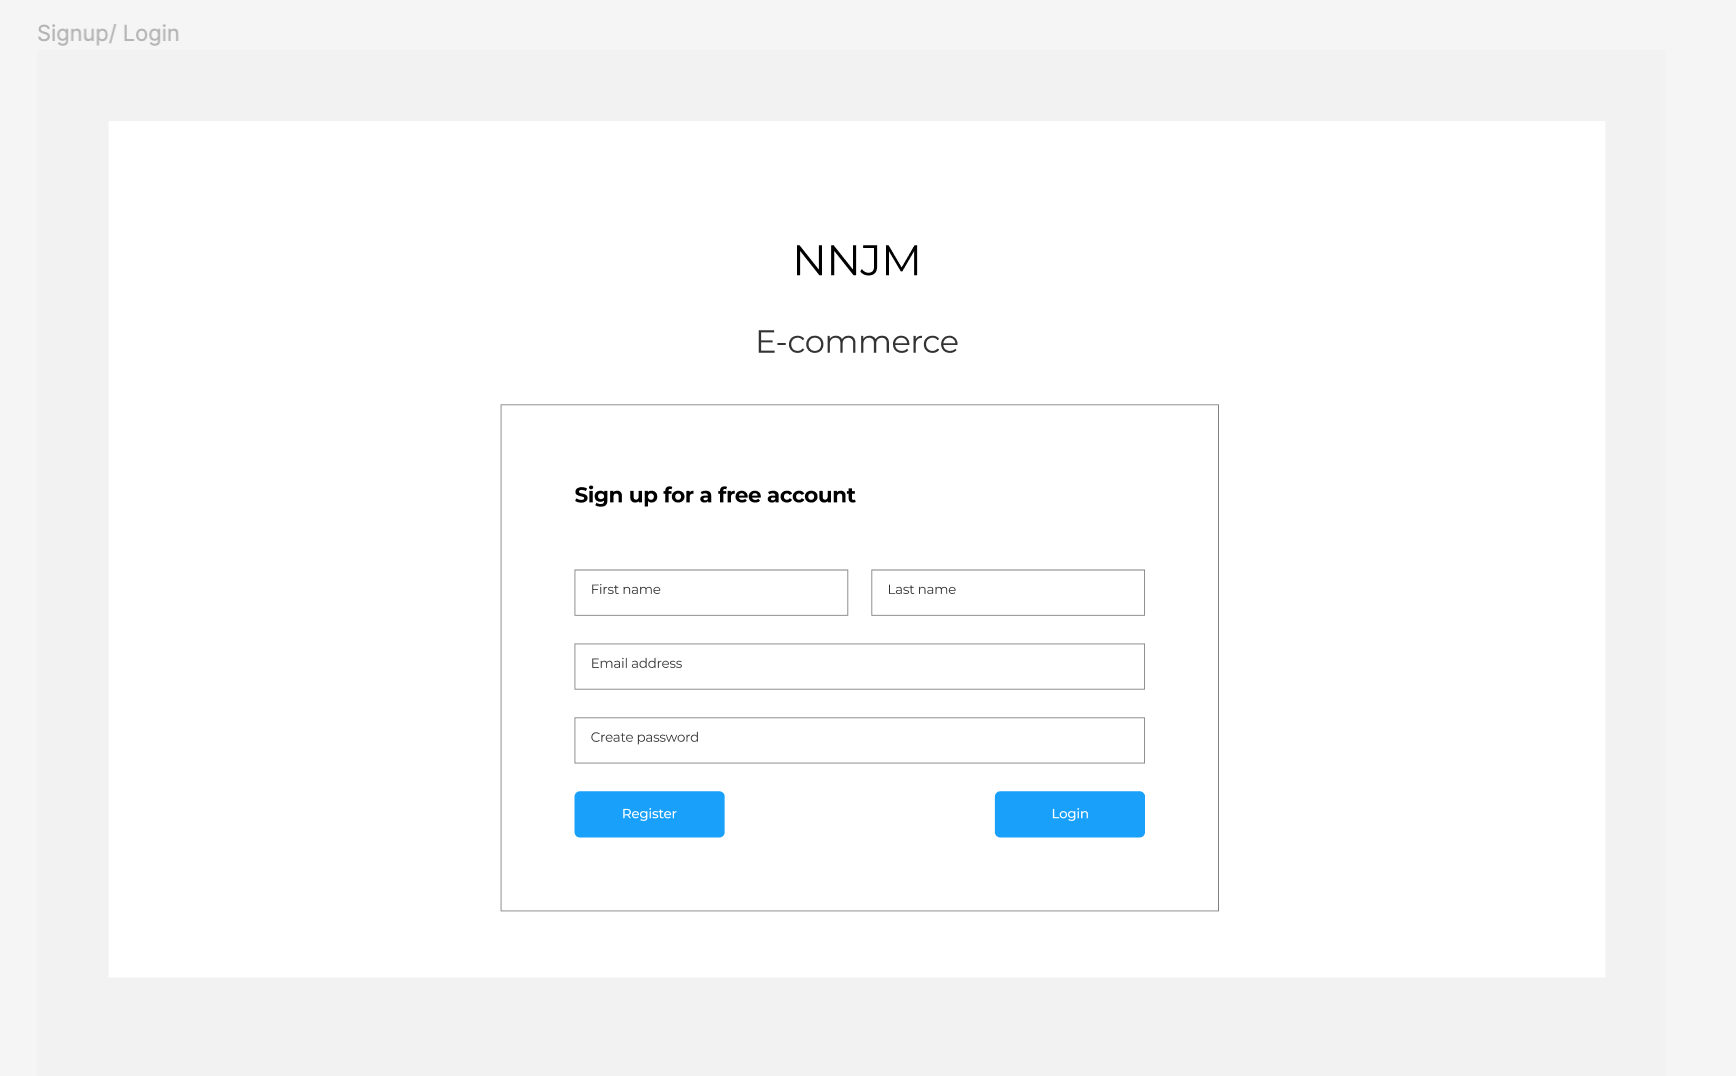 Signup/ Login
NNJM
E-commerce
Sign up for a free account
First name
Last name
Email address
Create password
Register
Login